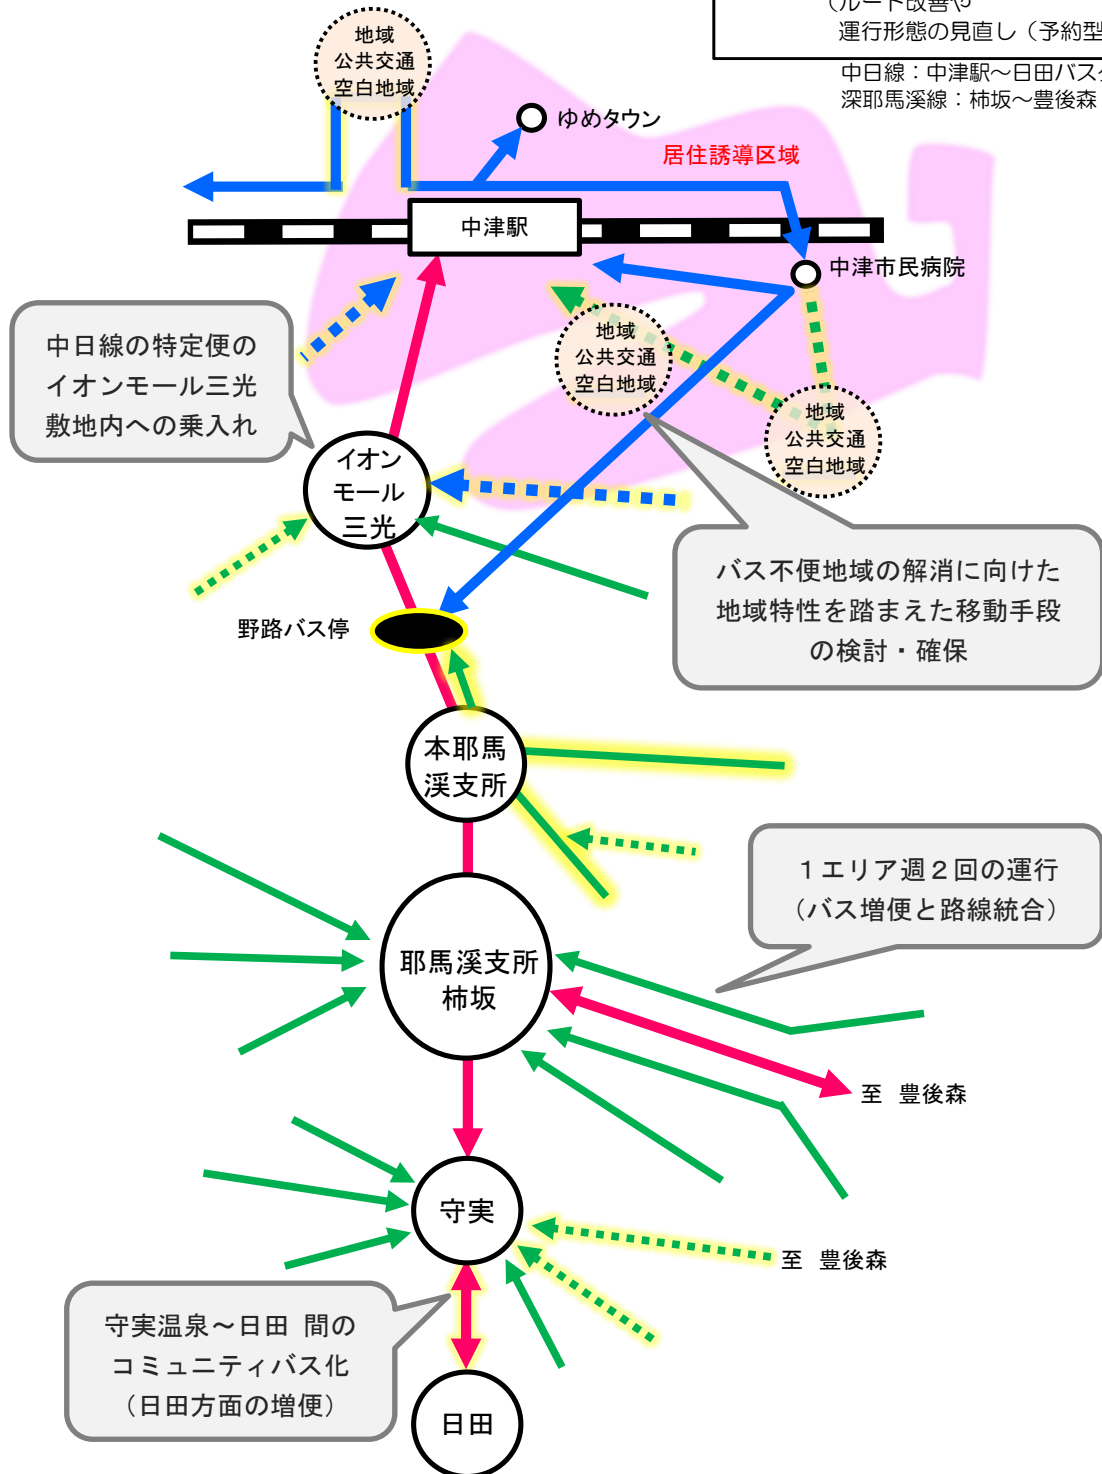 （ルート改善や
運行形態の見直し（予約型
中日線：中津駅～日田バス
深耶馬溪線：柿坂～豊後森
地域
公共交通
空白地域
ゆめタウン
居住誘導区域
中津駅
中津市民病院
中日線の特定便の
イオンモール三光
敷地内への乗入れ
地域
公共交通
空白地域
地域
公共交通
空白地域
イオン
モール
三光
バス不便地域の解消に向けた
地域特性を踏まえた移動手段
の検討・確保
野路バス停
本耶馬
渓支所
１エリア週２回の運行
（バス増便と路線統合）
耶馬渓支所
柿坂
至 豊後森
守実
至 豊後森
守実温泉～日田 間の
コミュニティバス化
（日田方面の増便）
日田